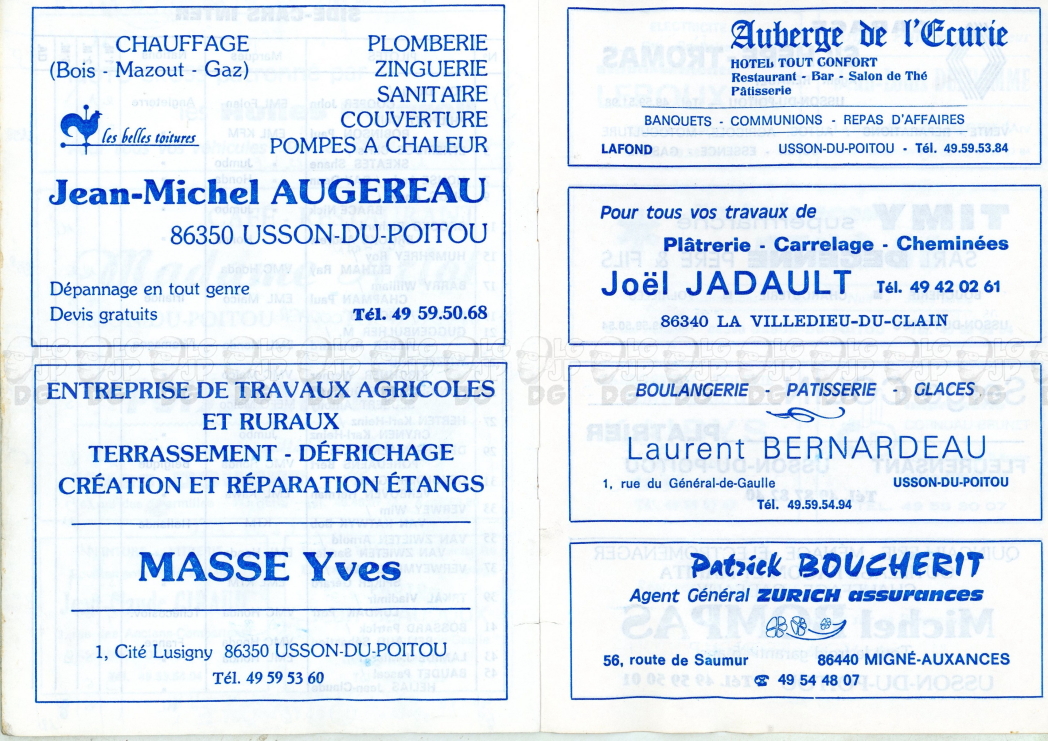 CHAUFFAGE
(Bois - Mazout - Gaz)
les belles toitures
PLOMBERIE
ZINGUERIE
SANITAIRE
COUVERTURE
POMPES A CHALEUR
Jean-Michel AUGEREAU
86350 USSON-DU-POITOU
Dépannage en tout genre
Devis gratuits
Tél. 49 59.50.68
ENTREPRISE DE TRAVAUX AGRICOLES
ET RURAUX
TERRASSEMENT - DÉFRICHAGE
CRÉATION ET RÉPARATION ÉTANGS
MASSE Yves
1, Cité Lusigny 86350 USSON-DU-POITOU
Tél. 49 59 53 60
Auberge de l'Ecurie
HOTEL TOUT CONFORT
Restaurant - Bar - Salon de Thé
Pâtisserie
BANQUETS - COMMUNIONS - REPAS D'AFFAIRES
LAFOND USSON-DU-POITOU - Tél. 49.59.53.84
Pour tous vos travaux de
Plâtrerie - Carrelage - Cheminées
Joël JADAULT Tél. 49 42 02 61
86340 LA VILLEDIEU-DU-CLAIN
BOULANGERIE - PATISSERIE - GLACES
Laurent BERNARDEAU
1, rue du Général-de-Gaulle USSON-DU-POITOU
Tél. 49.59.54.94
Patrick BOUCHERIT
Agent Général ZURICH assurances
56, route de Saumur 86440 MIGNÉ-AUXANCES
☎ 49 54 48 07